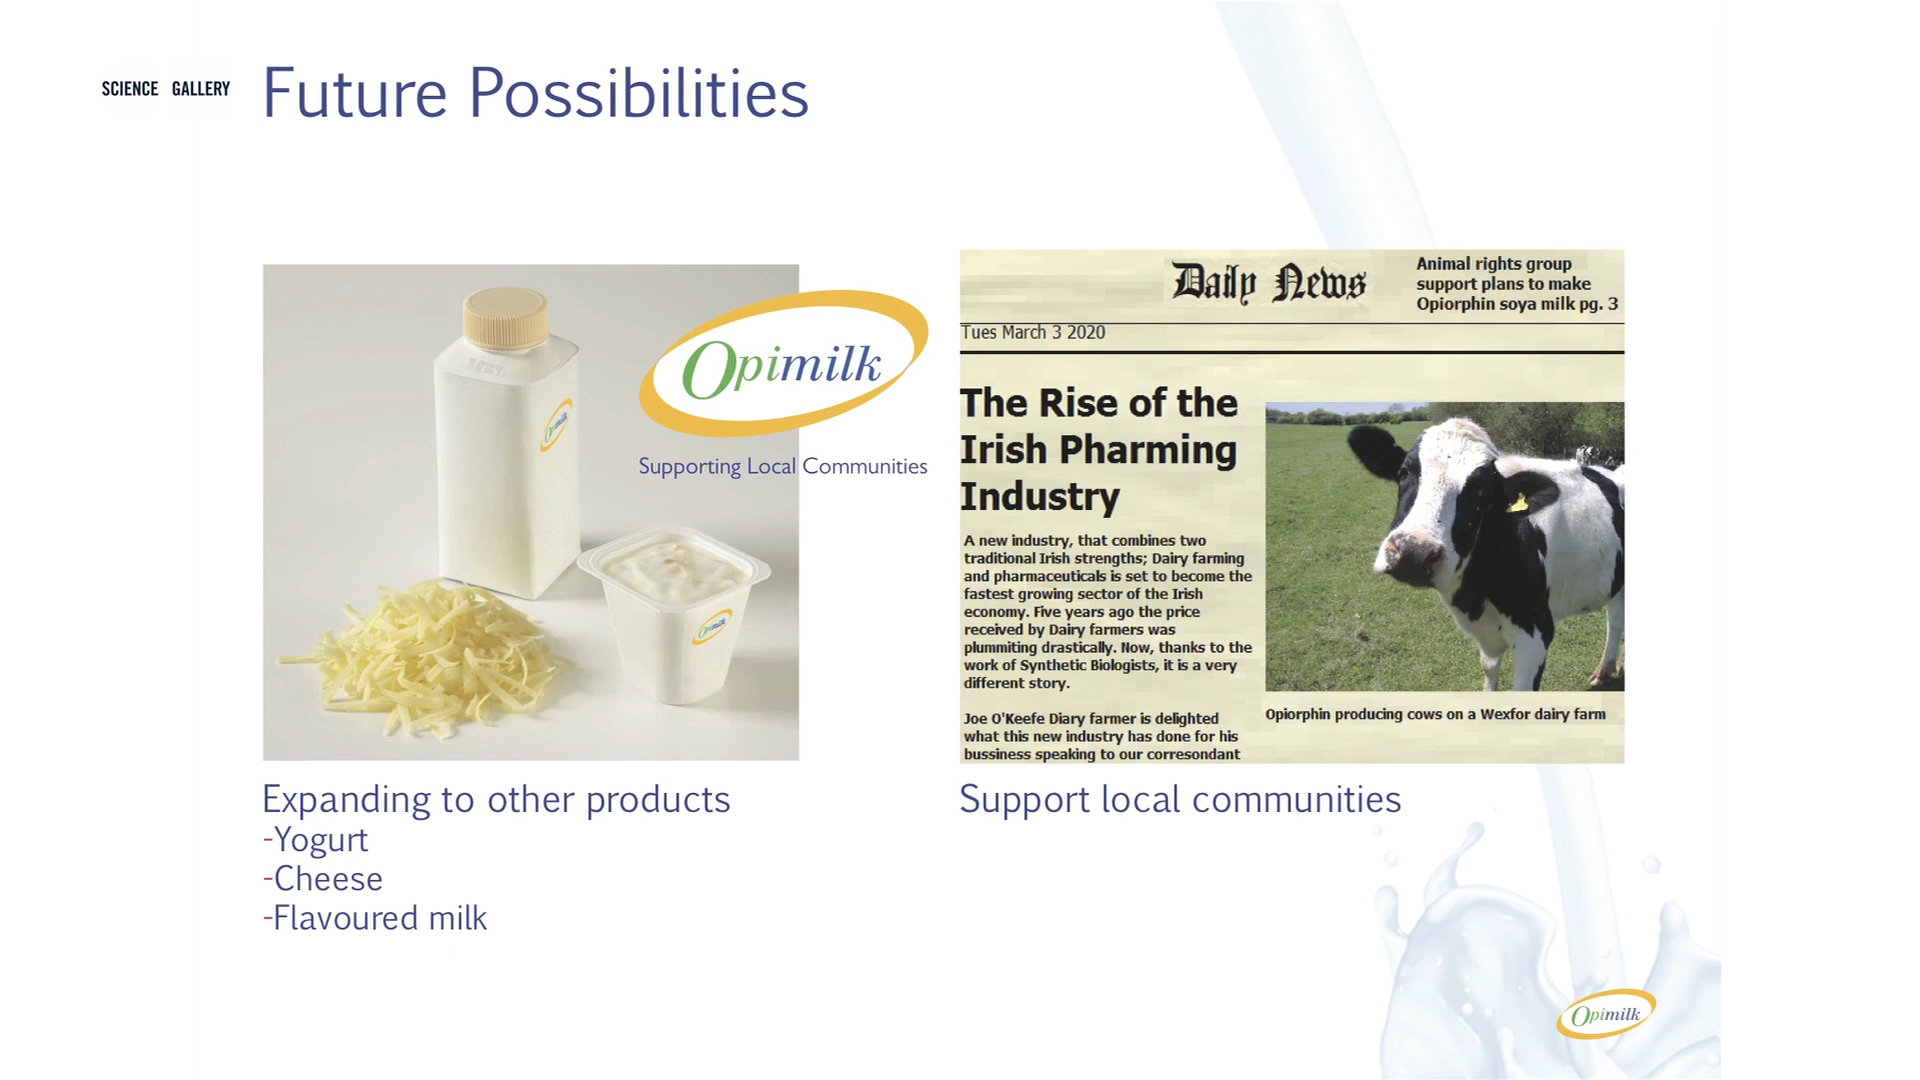 SCIENCE GALLERY
Future Possibilities
Opimilk
Supporting Local Communities
Opimilk
Opimilk
Expanding to other products
-Yogurt
-Cheese
-Flavoured milk
Daily News
Animal rights group
support plans to make
Opiorphin soya milk pg. 3
Tues March 3 2020
The Rise of the
Irish Pharming
Industry
A new industry, that combines two
traditional Irish strengths; Dairy farming
and pharmaceuticals is set to become the
fastest growing sector of the Irish
economy. Five years ago the price
received by Dairy farmers was
plummiting drastically. Now, thanks to the
work of Synthetic Biologists, it is a very
different story.
Joe O'Keefe Diary farmer is delighted
what this new industry has done for his
bussiness speaking to our corresondant
Opiorphin producing cows on a Wexfor dairy farm
Support local communities
Opimilk